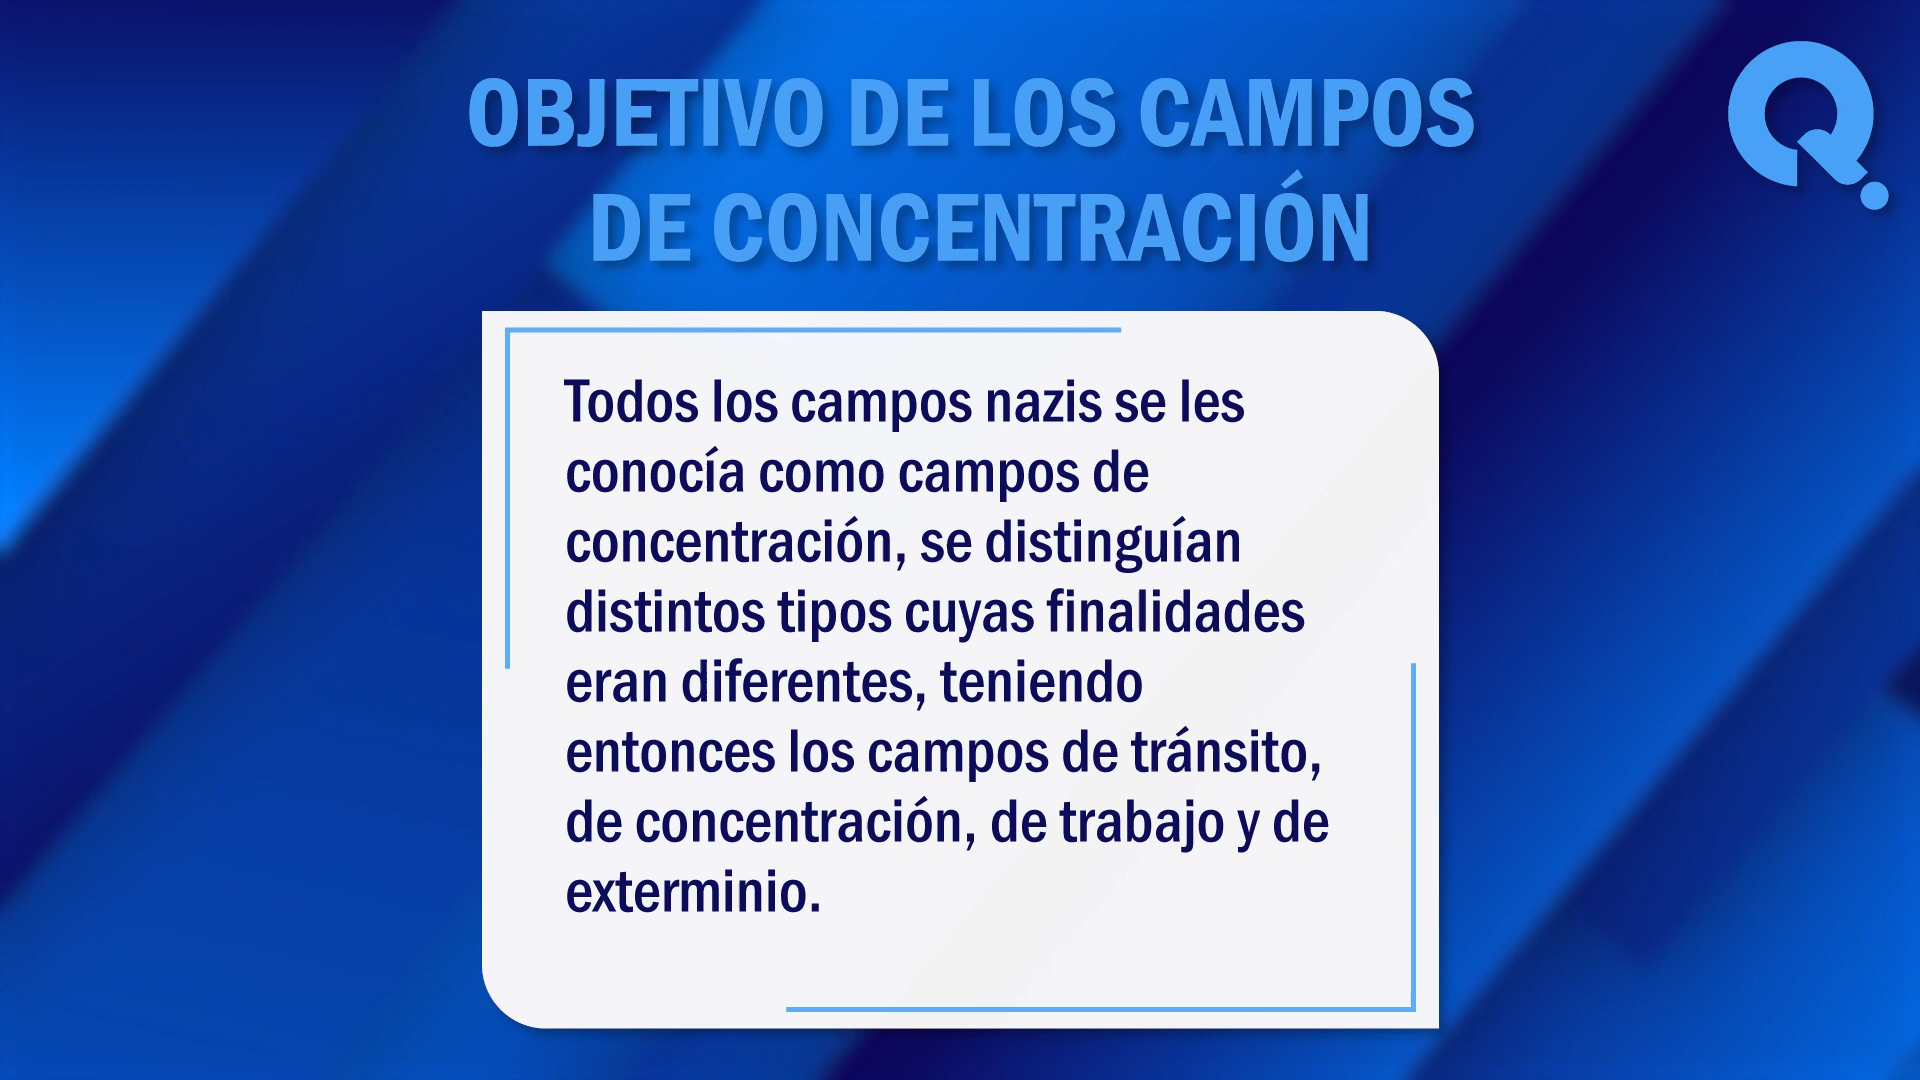 OBJETIVO DE LOS CAMPOS
DE CONCENTRACIÓN
Q.
Todos los campos nazis se les
conocía como campos de
concentración, se distinguían
distintos tipos cuyas finalidades
eran diferentes, teniendo
entonces los campos de tránsito,
de concentración, de trabajo y de
exterminio.